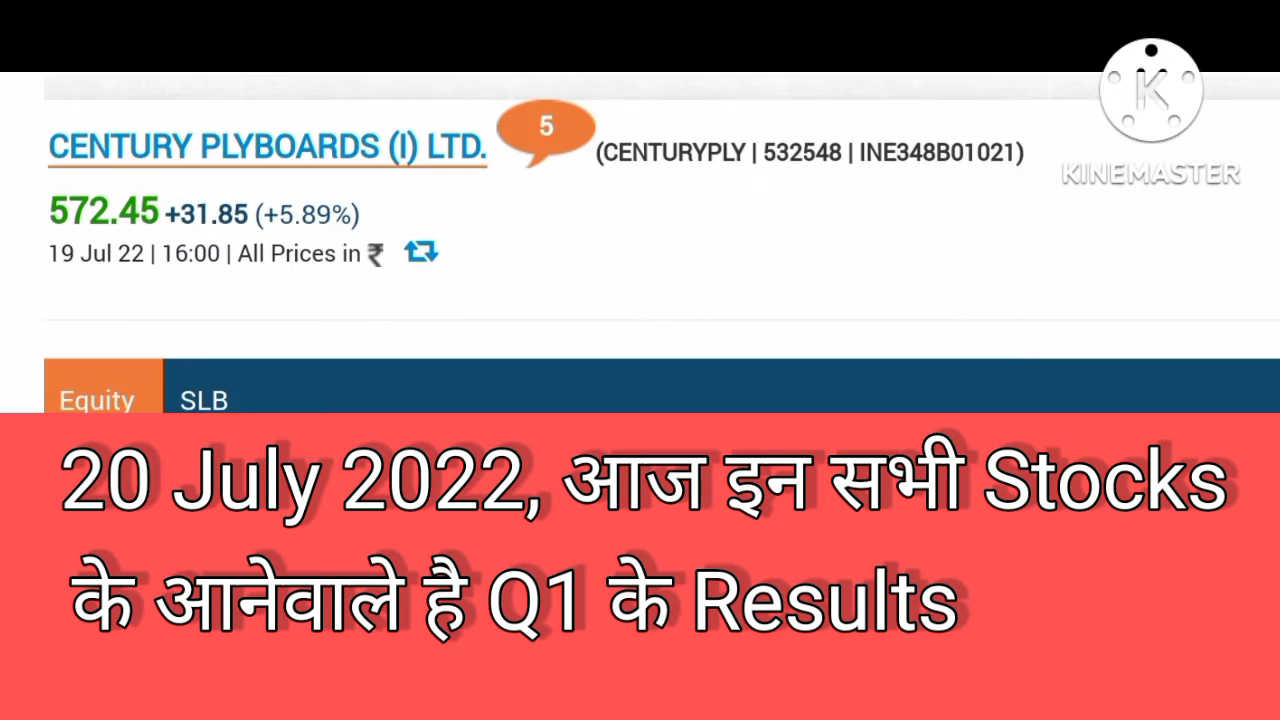 CENTURY PLYBOARDS (I) LTD. 5 (CENTURYPLY | 532548 | INE348B01021)
572.45 +31.85 (+5.89%)
19 Jul 22 | 16:00 | All Prices in ₹
K
KINEMASTER
Equity SLB
20 July 2022, आज इन सभी Stocks
के आनेवाले है Q1 के Results